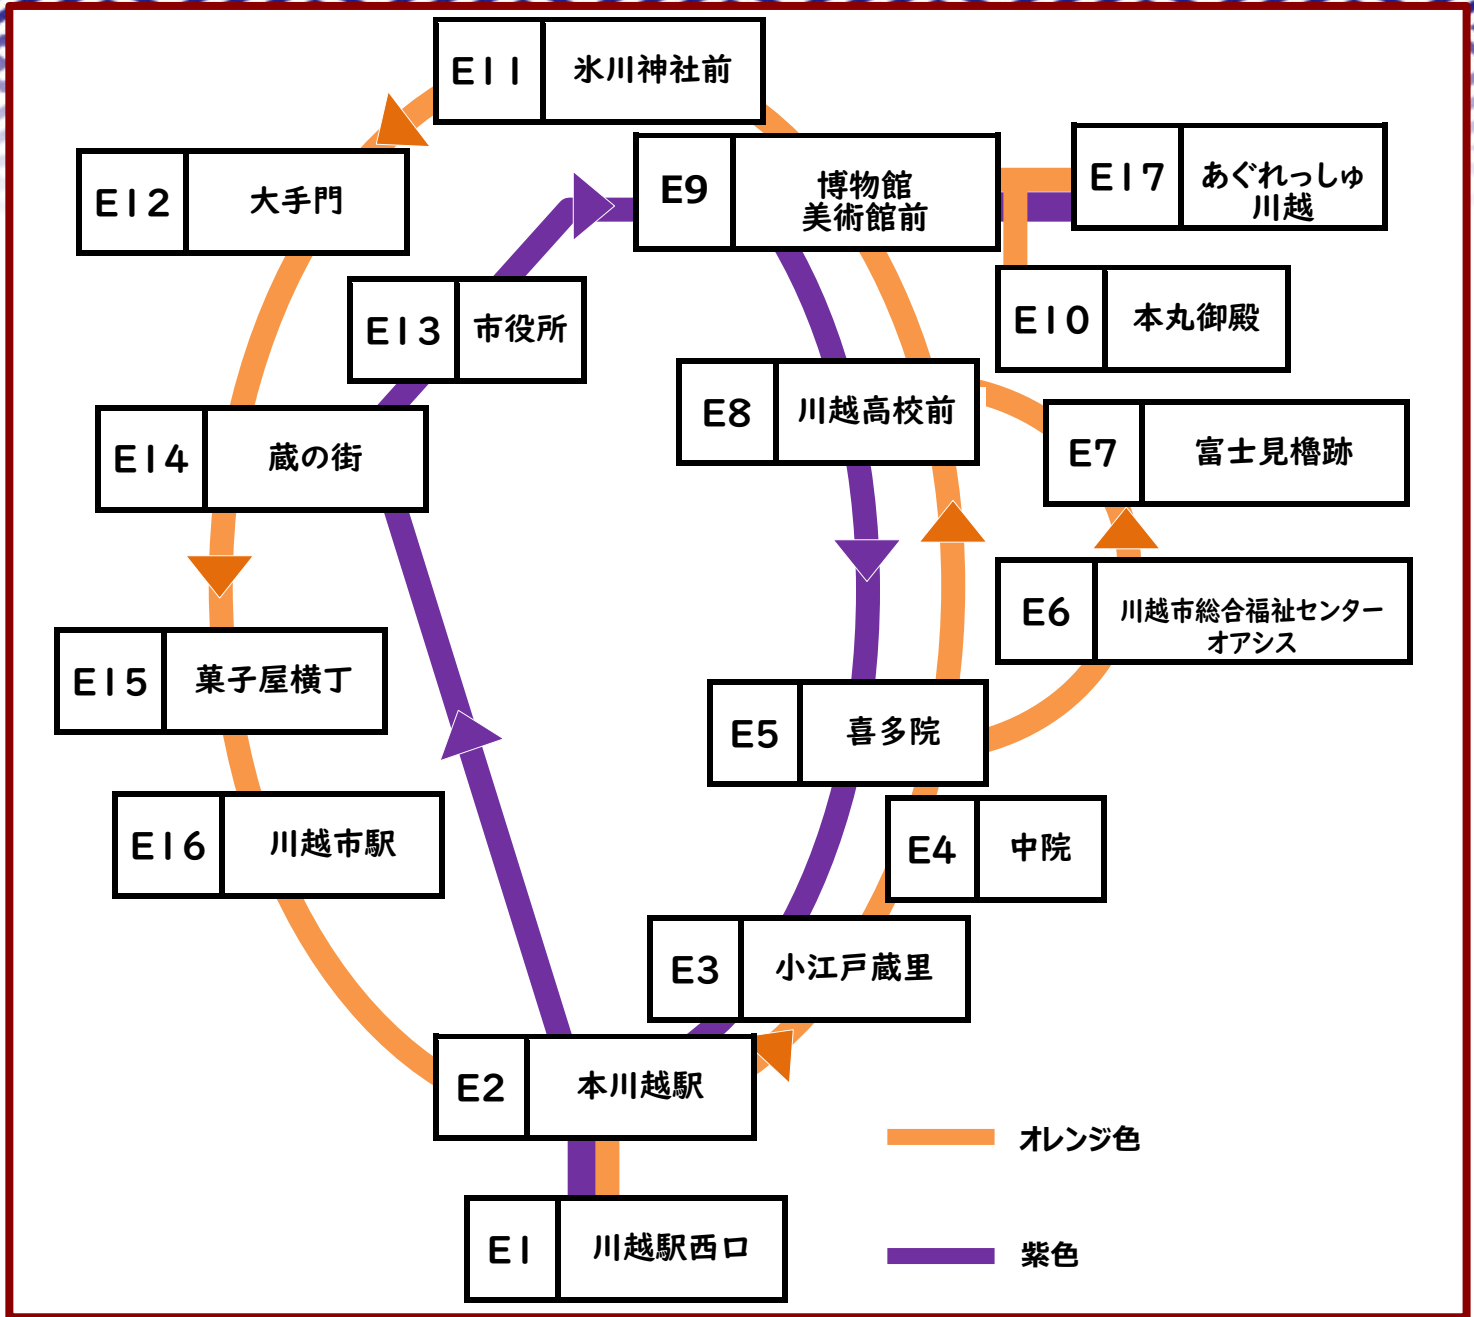 E11 氷川神社前
E12 大手門
E9 博物館
美術館前
E17 あぐれっしゅ
川越
E13 市役所
E10 本丸御殿
E14 蔵の街
E8 川越高校前
E7 富士見櫓跡
E6 川越市総合福祉センター
オアシス
E15 菓子屋横丁
E5 喜多院
E16 川越市駅
E4 中院
E3 小江戸蔵里
E2 本川越駅
オレンジ色
E1 川越駅西口
紫色